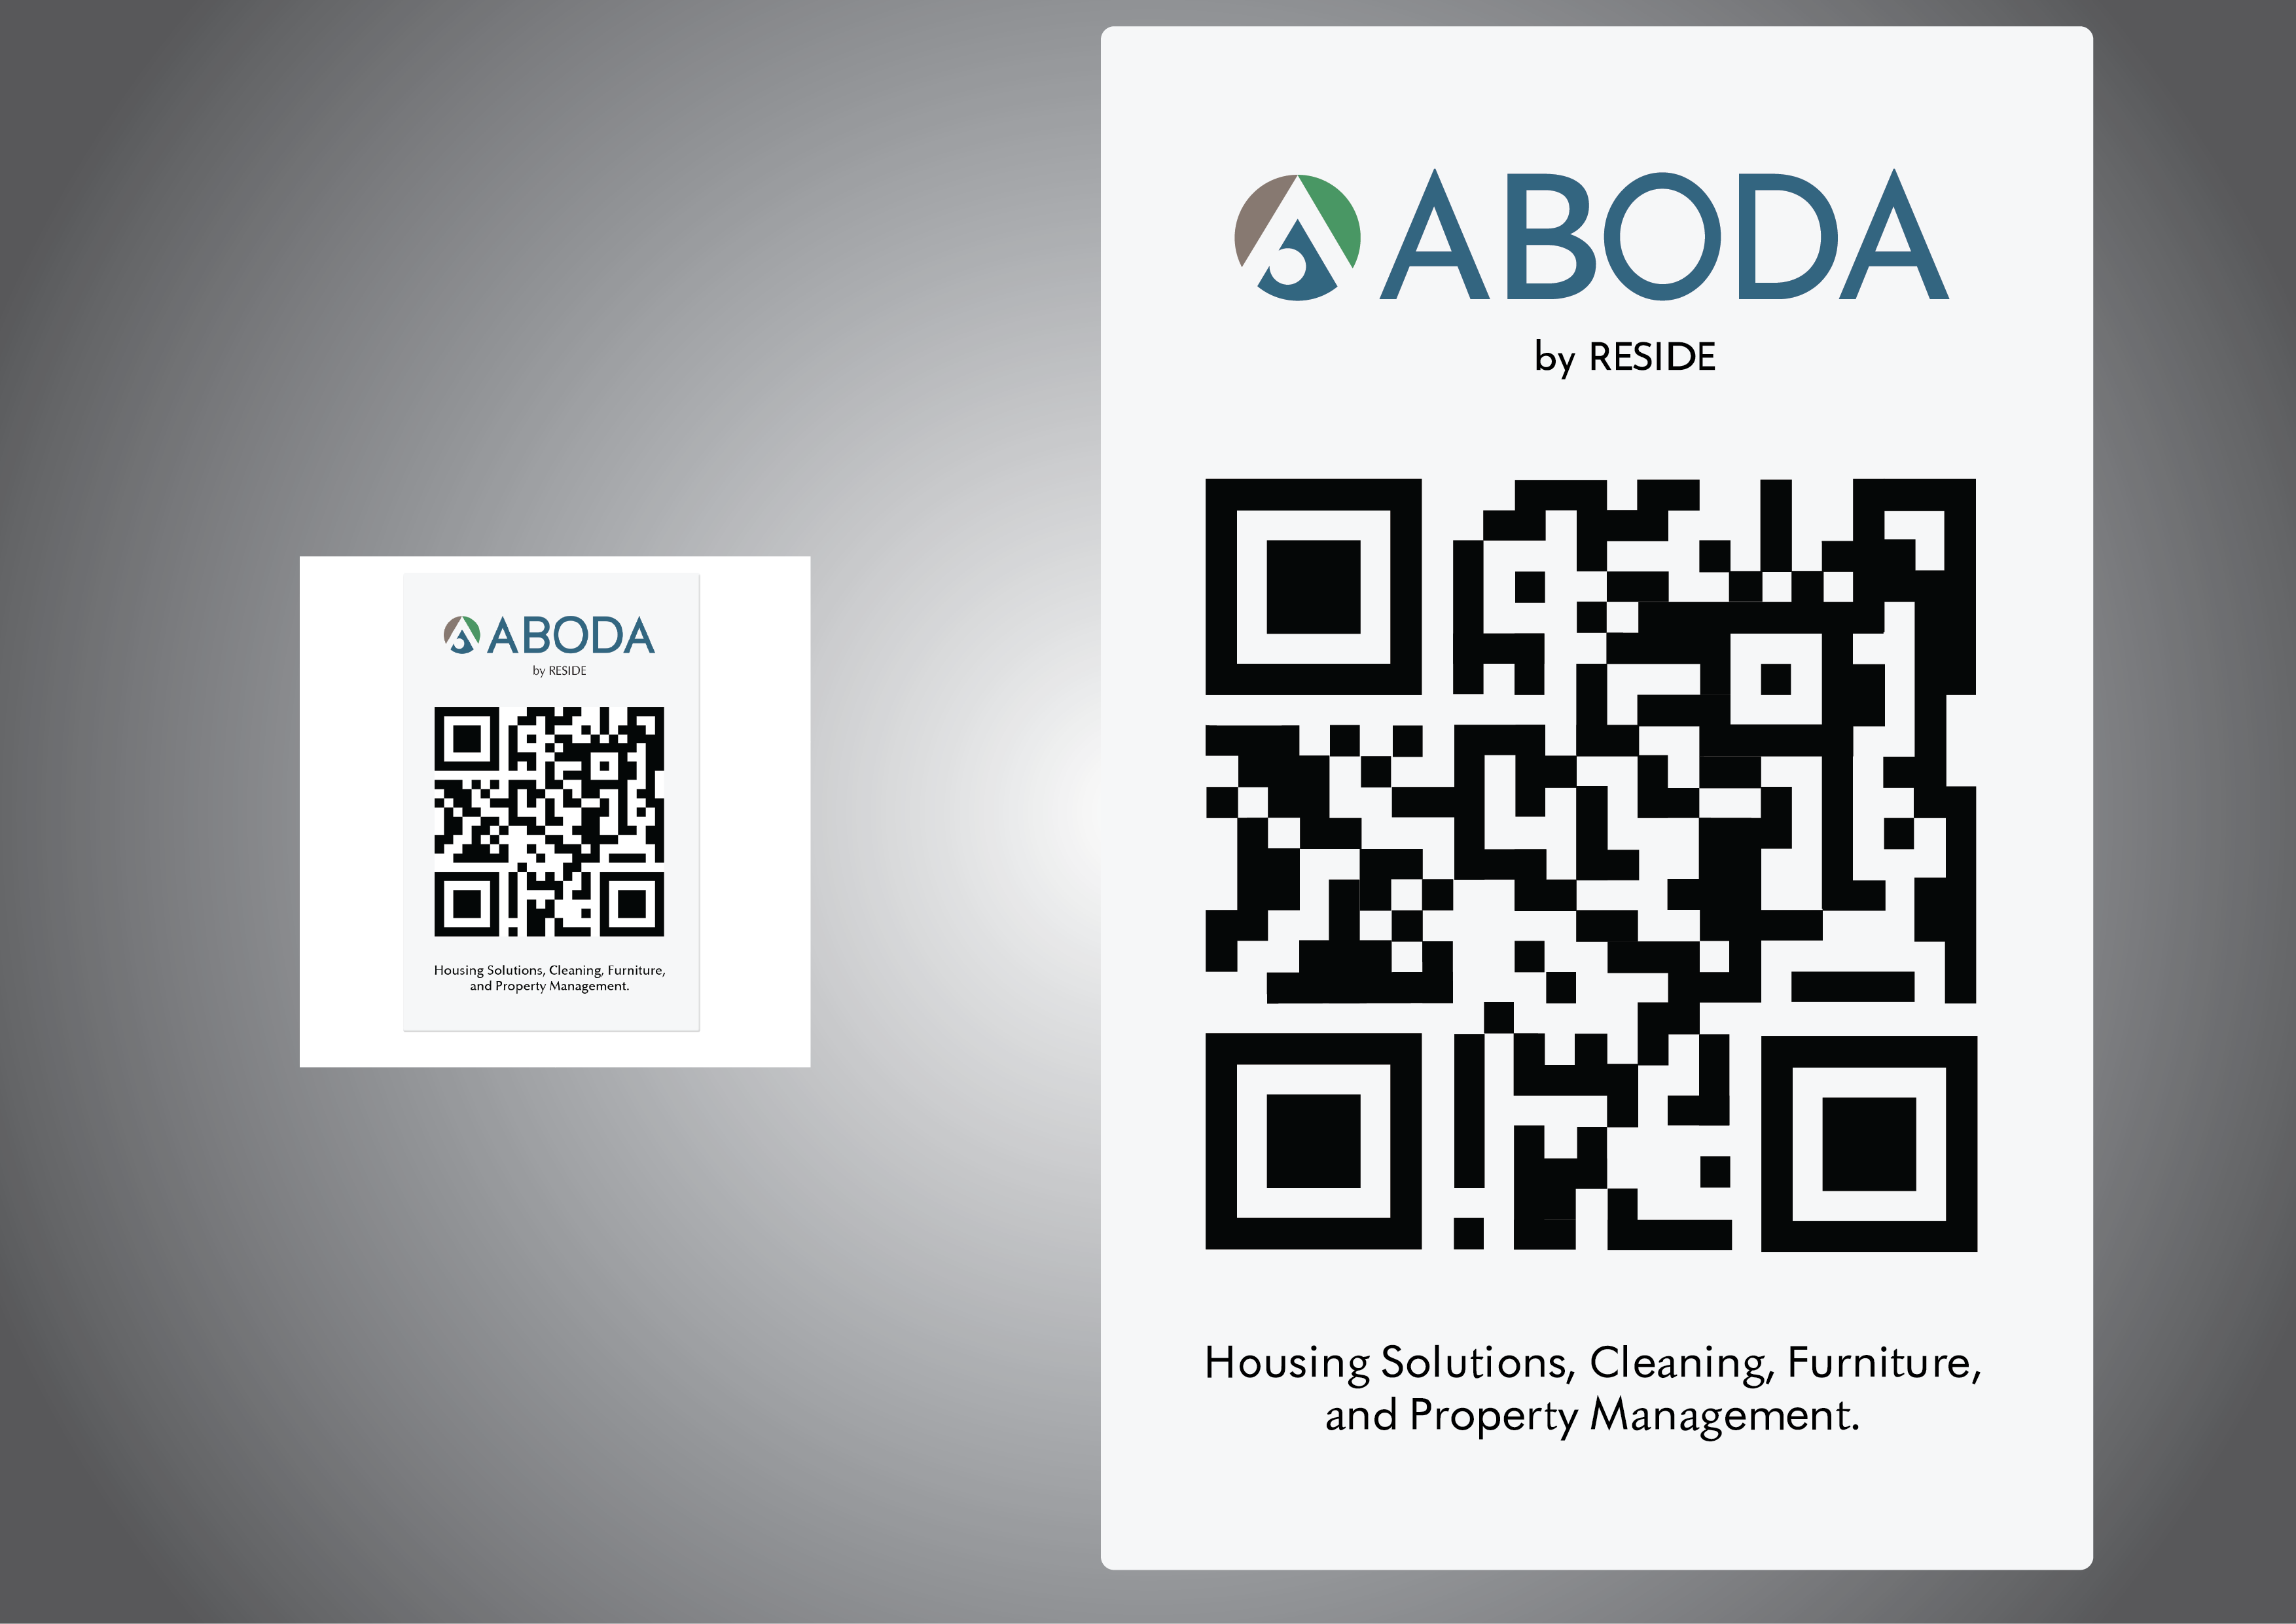 ABODA
by RESIDE
Housing Solutions, Cleaning, Furniture,
and Property Management.
ABODA
by RESIDE
Housing Solutions, Cleaning, Furniture,
and Property Management.